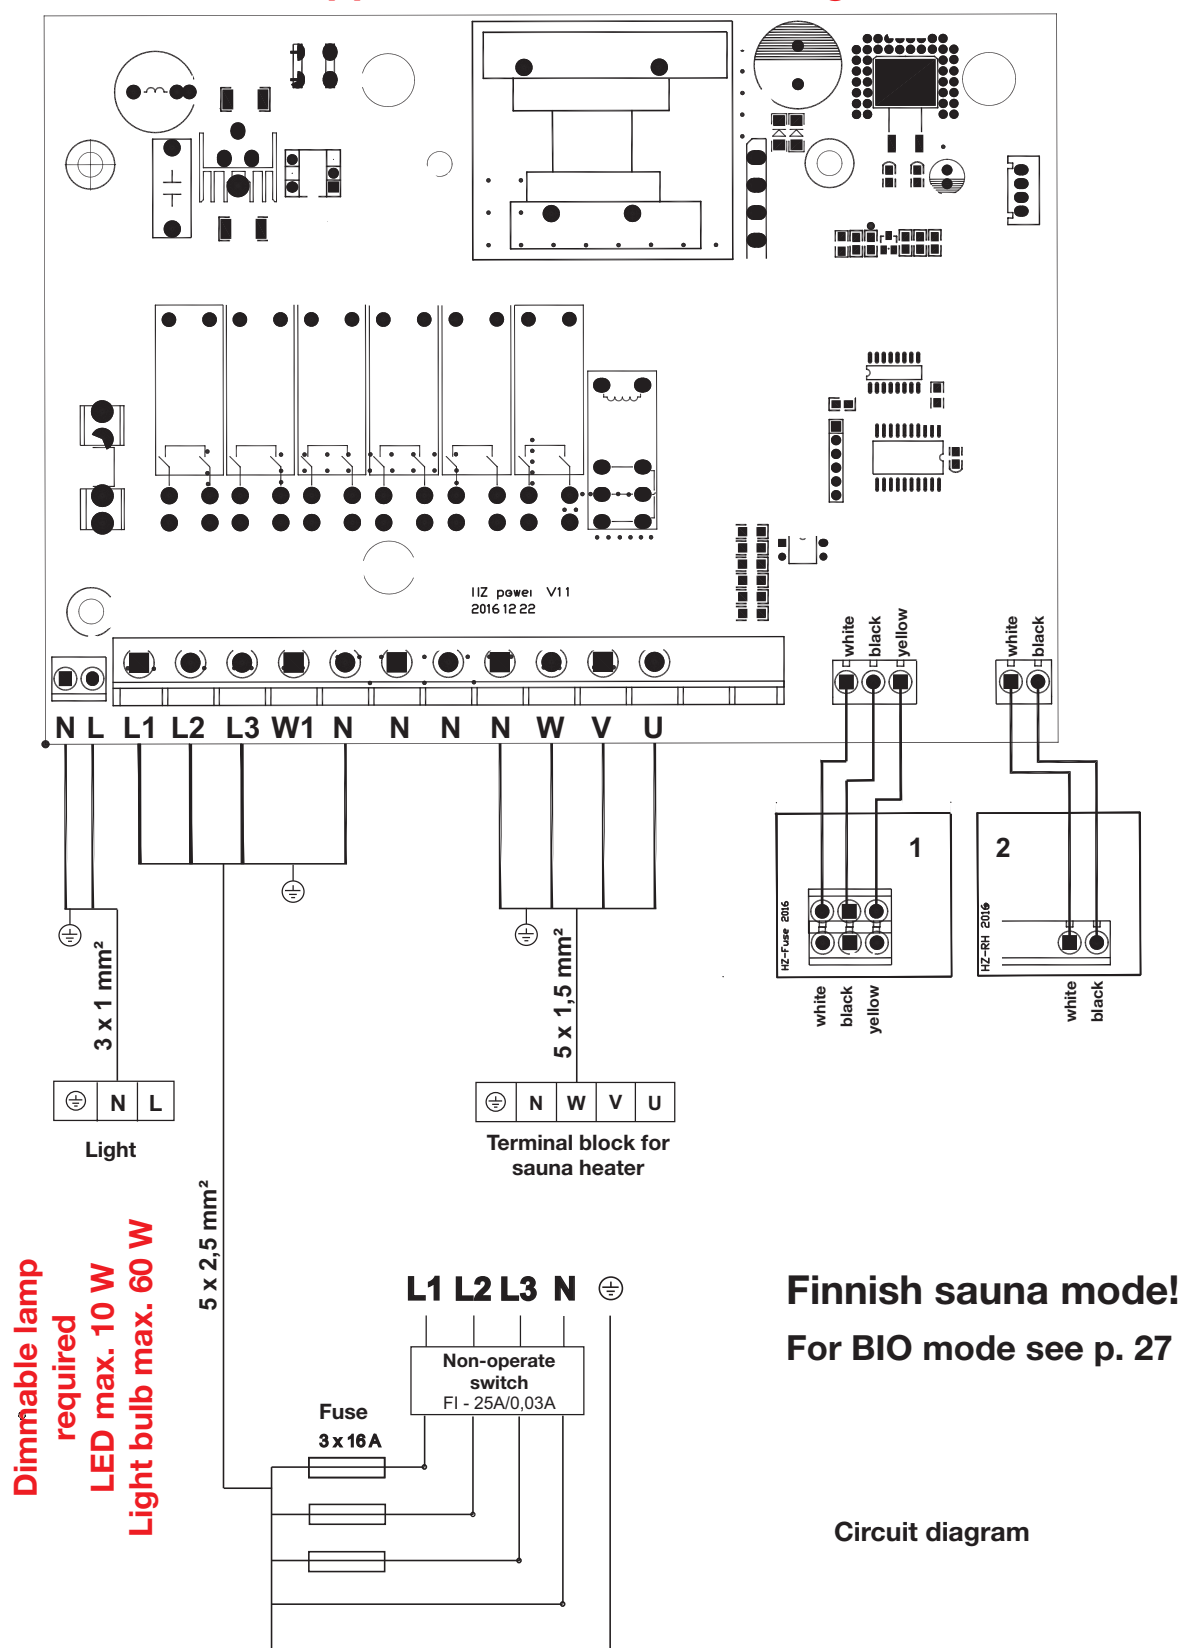 IIZ power V11
2016 12 22
white
black
yellow
white
black
N L L1 L2 L3 W1 N N N N W V U
1
2
HZ-Fuse 2016
HZ-RH 2016
white
black
yellow
white
black
3 x 1 mm²
5 x 1,5 mm²
N L
Light
N W V U
Terminal block for
sauna heater
5 x 2,5 mm²
Dimmable lamp
required
LED max. 10 W
Light bulb max. 60 W
L1 L2 L3 N
Non-operate
switch
FI - 25A/0,03A
Fuse
3 x 16 A
Finnish sauna mode!
For BIO mode see p. 27
Circuit diagram